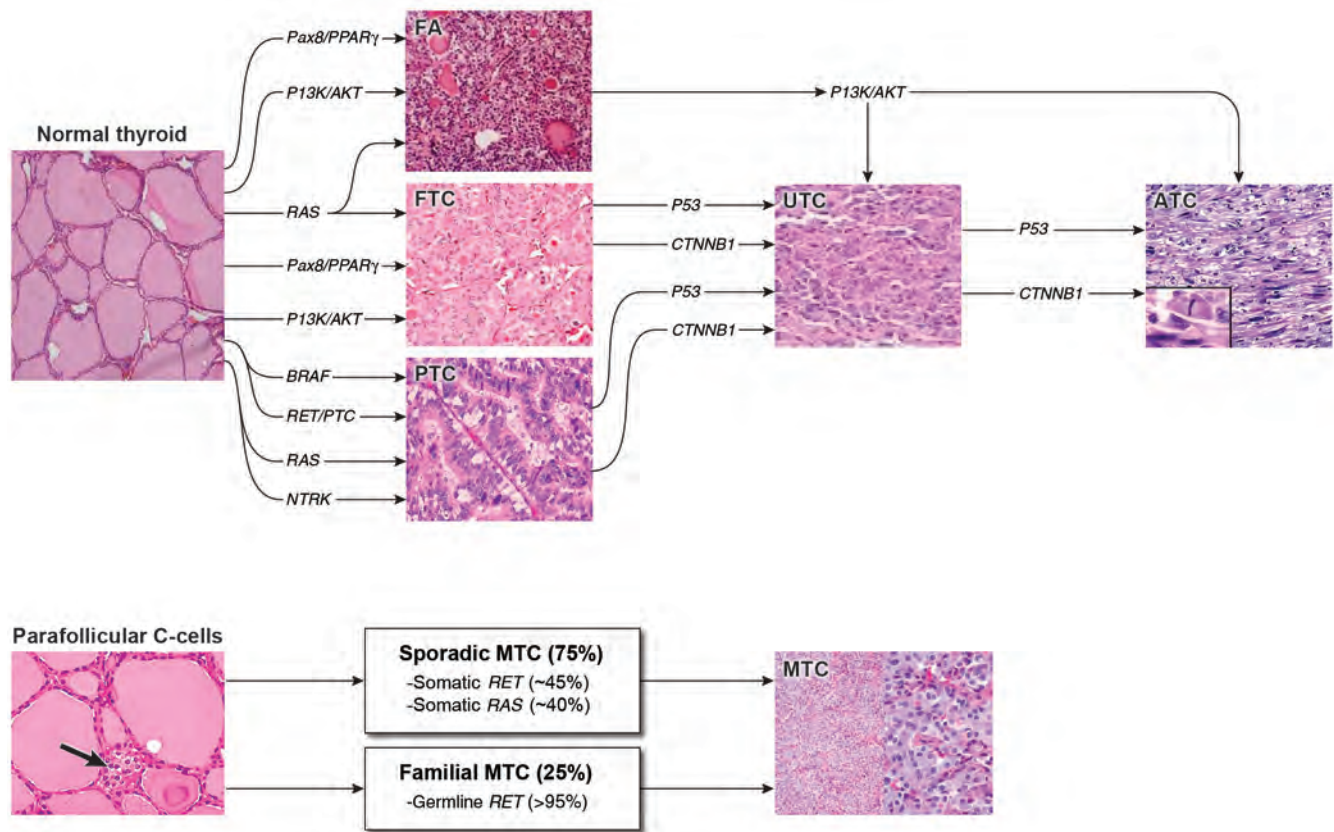 Normal thyroid
Pax8/PPARγ
P13K/AKT
RAS
Pax8/PPARγ
P13K/AKT
BRAF
RET/PTC
RAS
NTRK
FA
FTC
PTC
P13K/AKT
P53
CTNNB1
P53
CTNNB1
UTC
P53
CTNNB1
ATC
Parafollicular C-cells
Sporadic MTC (75%)
-Somatic RET (~45%)
-Somatic RAS (~40%)
Familial MTC (25%)
-Germline RET (>95%)
MTC